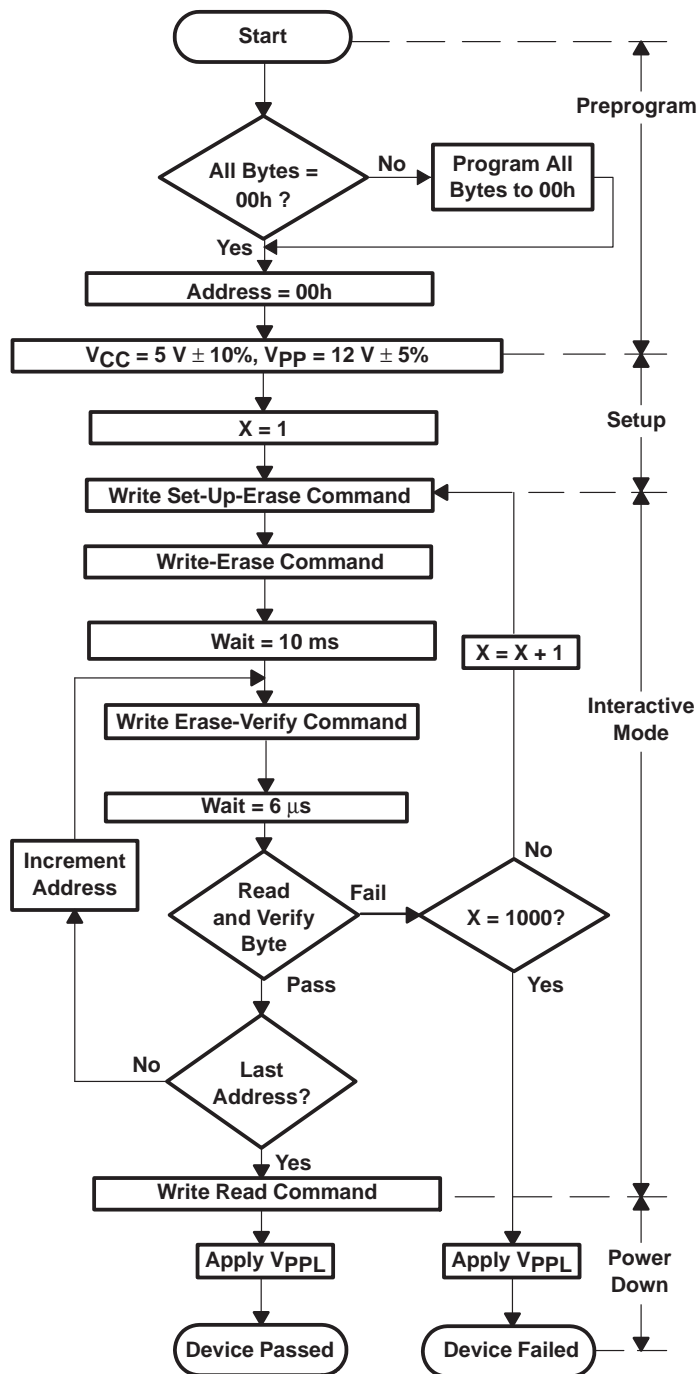 Start
Preprogram
All Bytes =
00h ?
No
Program All
Bytes to 00h
Yes
Address = 00h
VCC = 5 V ± 10%, VPP = 12 V ± 5%
X = 1
Setup
Write Set-Up-Erase Command
Write-Erase Command
Wait = 10 ms
X = X + 1
Interactive
Mode
Write Erase-Verify Command
Wait = 6 μs
Increment
Address
No
Read
and Verify
Byte
Fail
X = 1000?
Pass
Yes
No
Last
Address?
Yes
Write Read Command
Apply VPPL
Apply VPPL
Power
Down
Device Passed
Device Failed